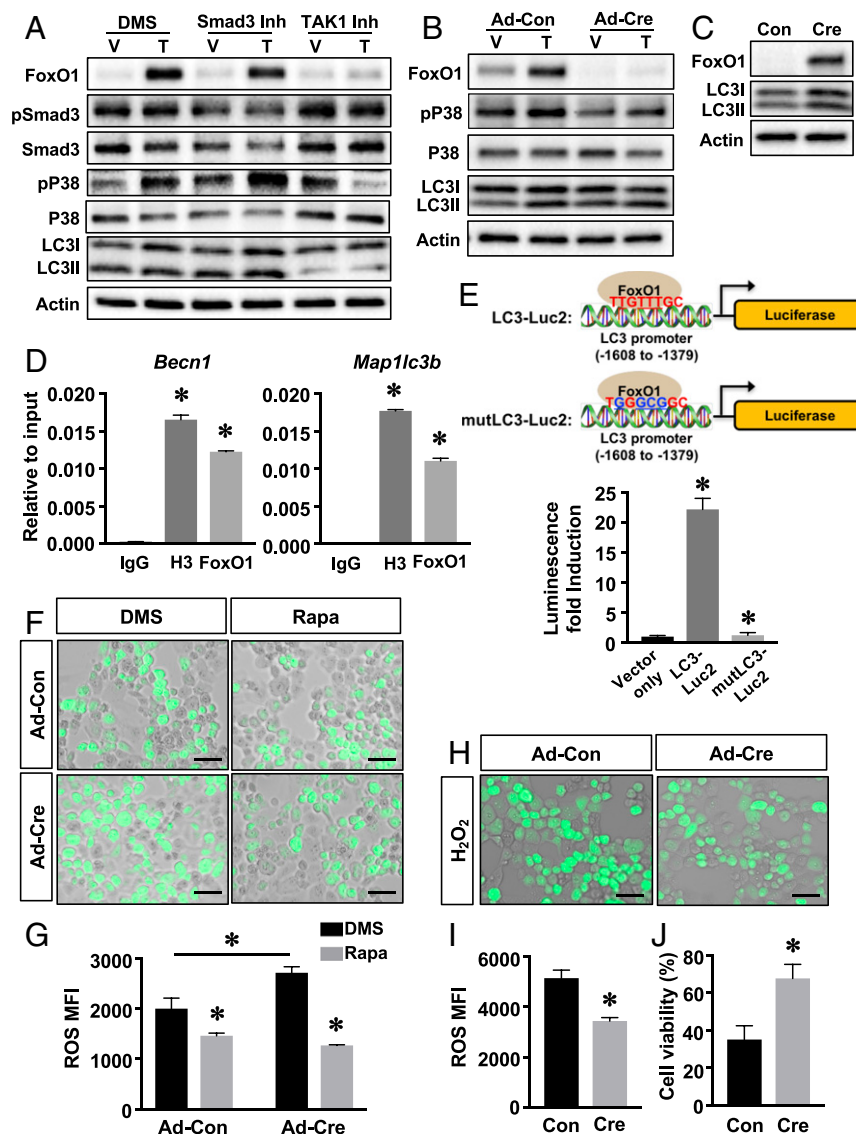 A
DMS Smad3 Inh TAK1 Inh
V T V T V T
FoxO1
pSmad3
Smad3
pP38
P38
LC3I
LC3II
Actin
B
Ad-Con Ad-Cre
V T V T
FoxO1
pP38
P38
LC3I
LC3II
Actin
C
Con Cre
FoxO1
LC3I
LC3II
Actin
D
Becn1 Map1lc3b
Relative to input
0.020 0.020
0.015 0.015
0.010 0.010
0.005 0.005
0.000 0.000
* * * *
IgG H3 FoxO1 IgG H3 FoxO1
E
FoxO1
TTGTTTGC
LC3-Luc2: Luciferase
LC3 promoter
(-1608 to -1379)
FoxO1
TGGGCGGC
mutLC3-Luc2: Luciferase
LC3 promoter
(-1608 to -1379)
Luminescence
fold Induction
25
20
15
10
5
0
* *
Vector
only
LC3-
Luc2
mutLC3-
Luc2
F
DMS Rapa
Ad-Con
Ad-Cre
G
DMS
Rapa
ROS MFI
3000
2000
1000
0
* * *
Ad-Con Ad-Cre
H
Ad-Con Ad-Cre
H2O2
I
ROS MFI
6000
4000
2000
0
*
Con Cre
J
Cell viability (%)
80
60
40
20
0
*
Con Cre